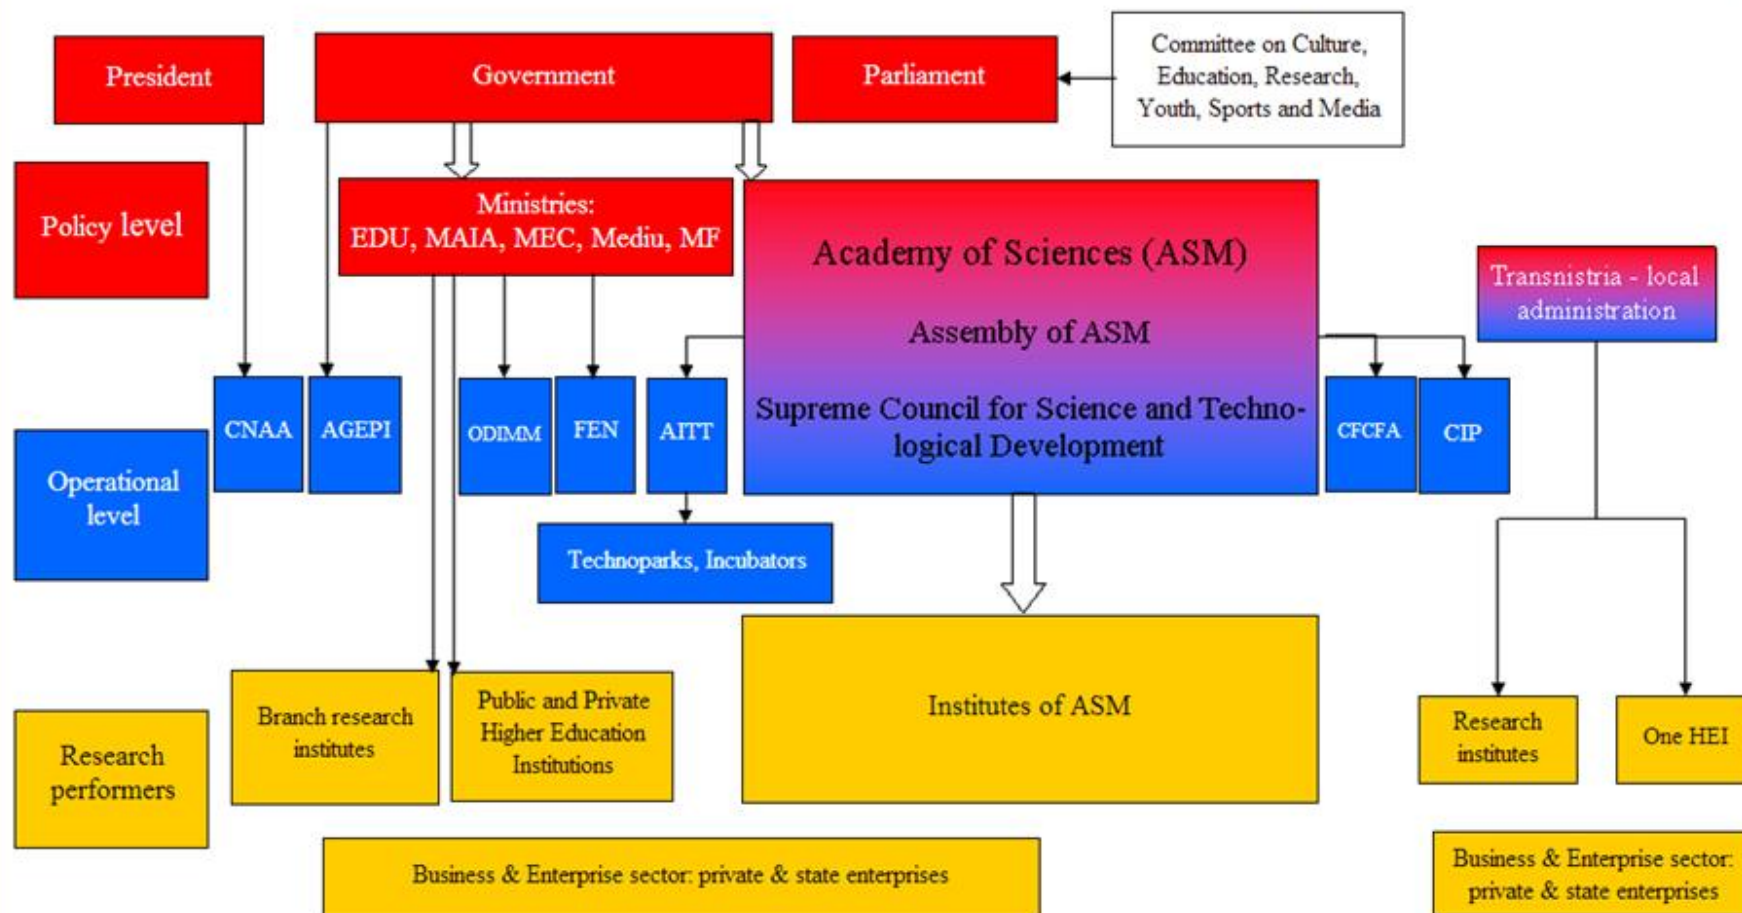 President
Government
Parliament
Committee on Culture,
Education, Research,
Youth, Sports and Media
Policy level
Ministries:
EDU, MAIA, MEC, Mediu, MF
Academy of Sciences (ASM)
Assembly of ASM
Supreme Council for Science and Techno-
logical Development
Transnistria - local
administration
Operational
level
CNAA
AGEPI
ODIMM
FEN
AITT
CFCFA
CIP
Technoparks, Incubators
Research
performers
Branch research
institutes
Public and Private
Higher Education
Institutions
Institutes of ASM
Research
institutes
One HEI
Business & Enterprise sector: private & state enterprises
Business & Enterprise sector:
private & state enterprises